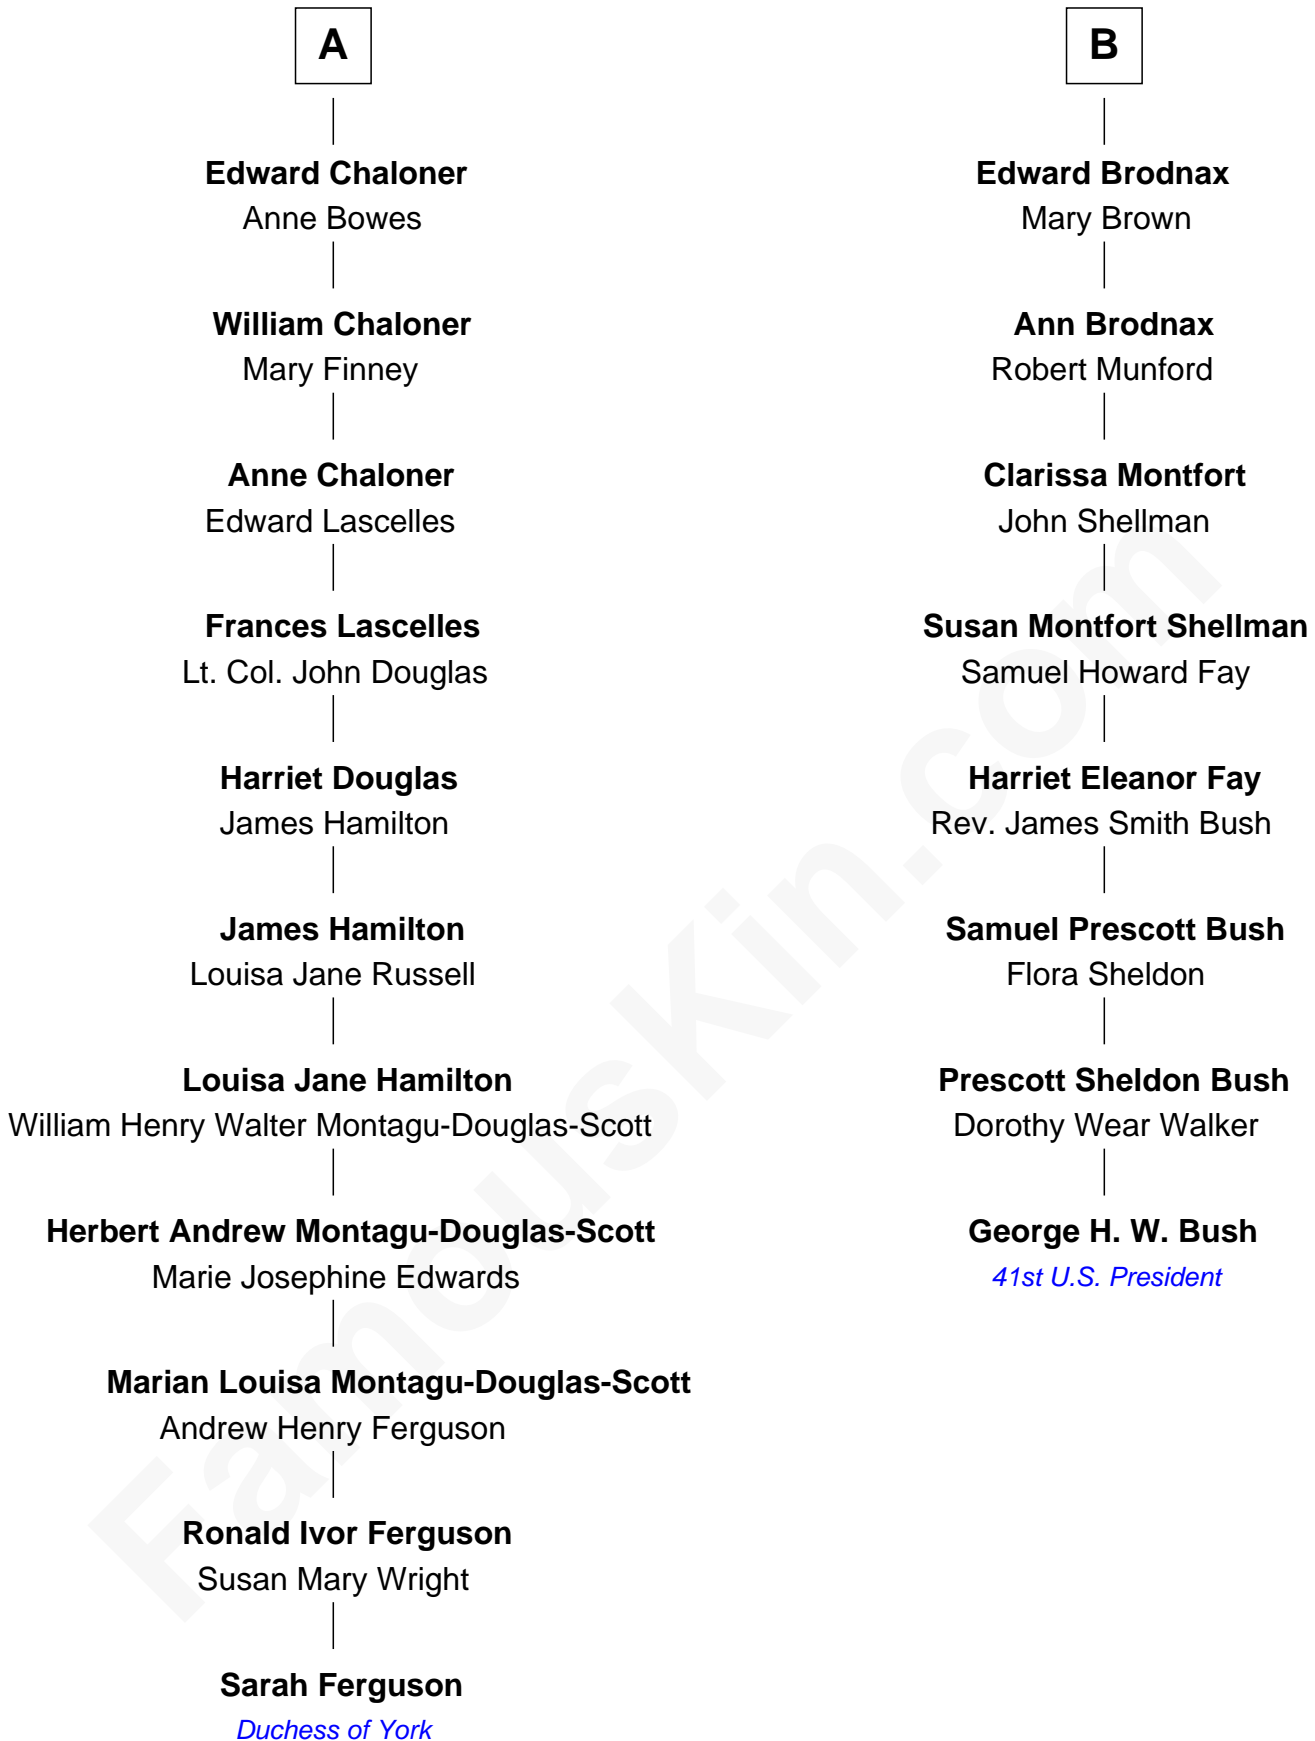 A
Edward Chaloner
Anne Bowes
William Chaloner
Mary Finney
Anne Chaloner
Edward Lascelles
Frances Lascelles
Lt. Col. John Douglas
Harriet Douglas
James Hamilton
James Hamilton
Louisa Jane Russell
Louisa Jane Hamilton
William Henry Walter Montagu-Douglas-Scott
Herbert Andrew Montagu-Douglas-Scott
Marie Josephine Edwards
Marian Louisa Montagu-Douglas-Scott
Andrew Henry Ferguson
Ronald Ivor Ferguson
Susan Mary Wright
Sarah Ferguson
Duchess of York
B
Edward Brodnax
Mary Brown
Ann Brodnax
Robert Munford
Clarissa Montfort
John Shellman
Susan Montfort Shellman
Samuel Howard Fay
Harriet Eleanor Fay
Rev. James Smith Bush
Samuel Prescott Bush
Flora Sheldon
Prescott Sheldon Bush
Dorothy Wear Walker
George H. W. Bush
41st U.S. President
FamousKin.com